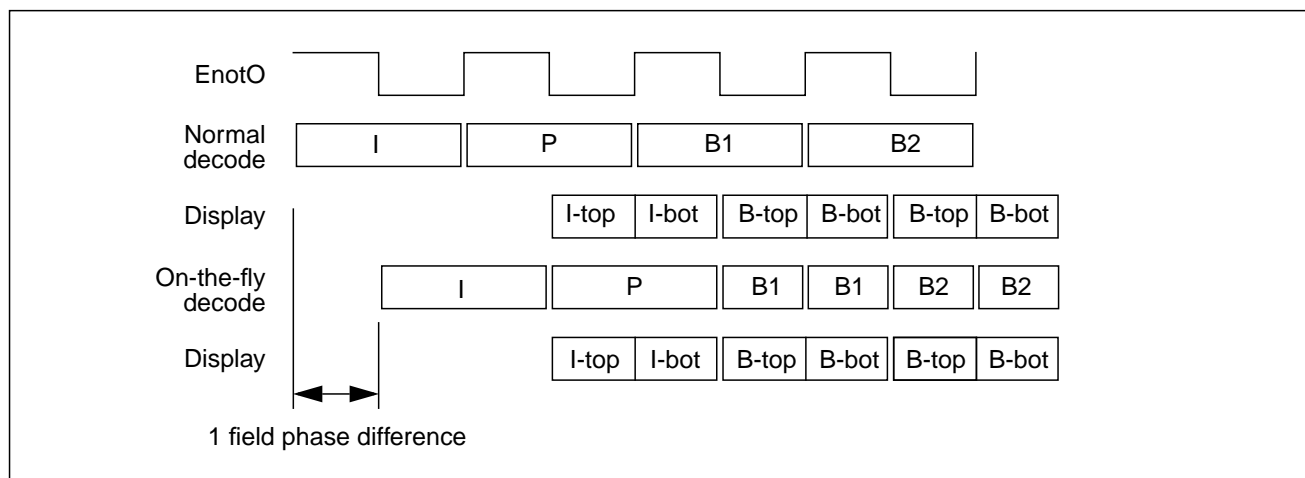 EnotO
Normal
decode
I P B1 B2
Display
I-top I-bot B-top B-bot B-top B-bot
On-the-fly
decode
I P B1 B1 B2 B2
Display
I-top I-bot B-top B-bot B-top B-bot
1 field phase difference